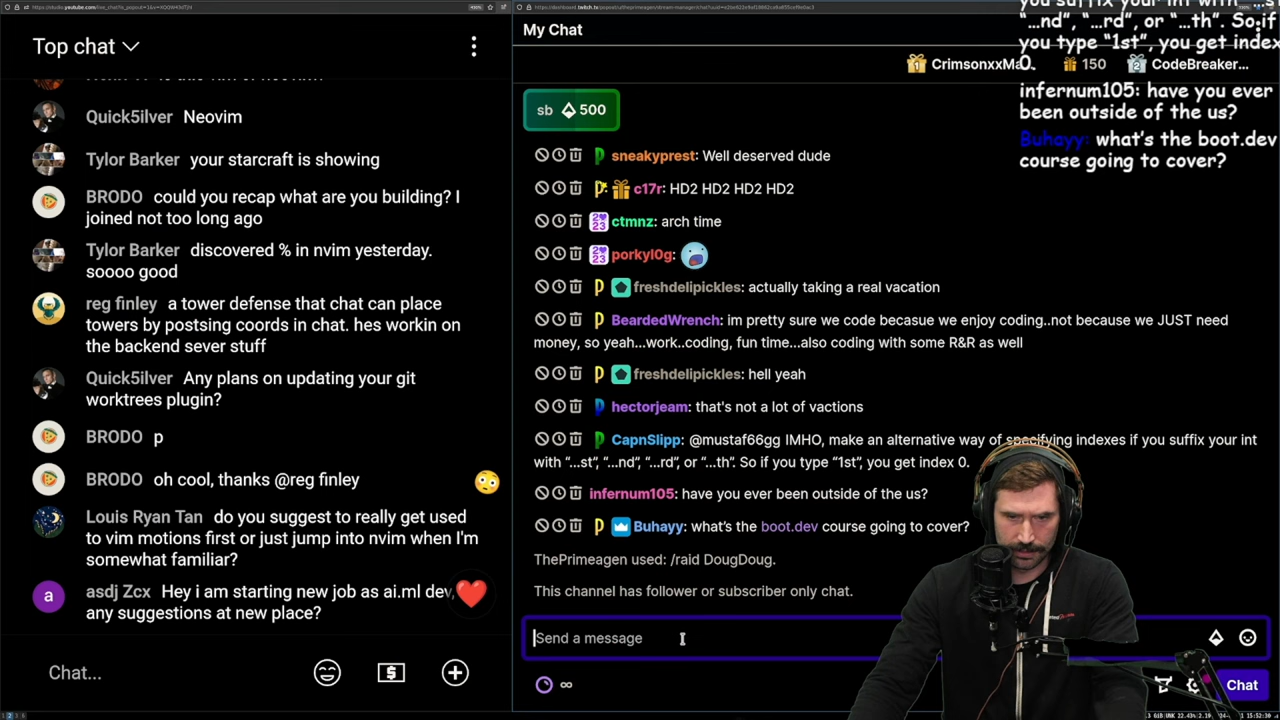 Top chat
Quick5ilver Neovim
Tylor Barker your starcraft is showing
BRODO could you recap what are you building? I
joined not too long ago
Tylor Barker discovered % in nvim yesterday.
soooo good
reg finley a tower defense that chat can place
towers by postsing coords in chat. hes workin on
the backend sever stuff
Quick5ilver Any plans on updating your git
worktrees plugin?
BRODO p
BRODO oh cool, thanks @reg finley
Louis Ryan Tan do you suggest to really get used
to vim motions first or just jump into nvim when I'm
somewhat familiar?
a asdj Zcx Hey i am starting new job as ai.ml dev,
any suggestions at new place?
Chat...
My Chat
1 CrimsonxxMa 150 2 CodeBreaker...
sb 500
sneakyprest: Well deserved dude
c17r: HD2 HD2 HD2 HD2
ctmnz: arch time
porkyl0g:
freshdelipickles: actually taking a real vacation
BeardedWrench: im pretty sure we code becasue we enjoy coding..not because we JUST need
money, so yeah...work..coding, fun time...also coding with some R&R as well
freshdelipickles: hell yeah
hectorjeam: that's not a lot of vactions
CapnSlipp: @mustaf66gg IMHO, make an alternative way of specifying indexes if you suffix your int
with “...st”, “...nd”, “...rd”, or “...th”. So if you type “1st”, you get index 0.
infernum105: have you ever been outside of the us?
Buhayy: what's the boot.dev course going to cover?
ThePrimeagen used: /raid DougDoug.
This channel has follower or subscriber only chat.
Send a message
∞
Chat
you suffix your int with “...st
“...nd”, “...rd”, or “...th”. So if
you type “1st”, you get index
0.
infernum105: have you ever
been outside of the us?
Buhayy: what's the boot.dev
course going to cover?
15:52:30